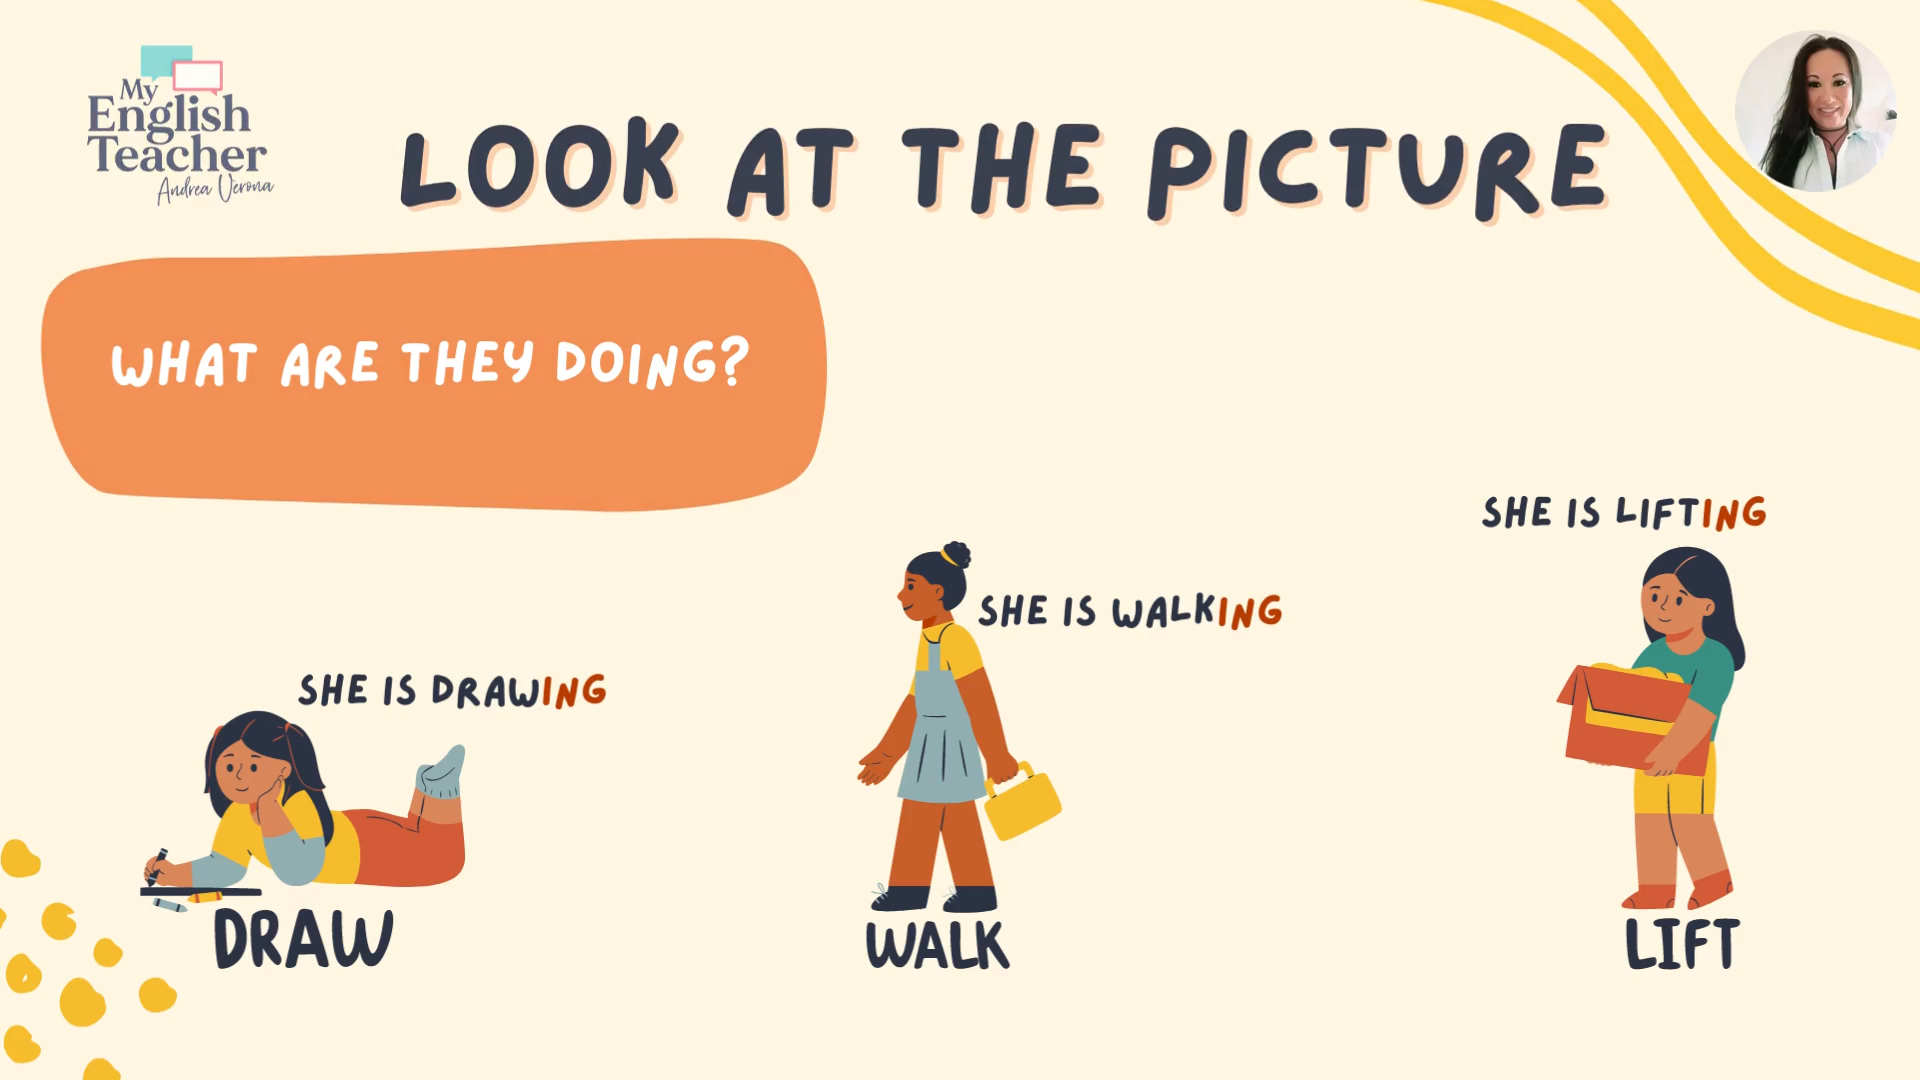 My
English
Teacher
Andrea Verona
LOOK AT THE PICTURE
WHAT ARE THEY DOING?
SHE IS LIFTING
SHE IS WALKING
SHE IS DRAWING
DRAW
WALK
LIFT